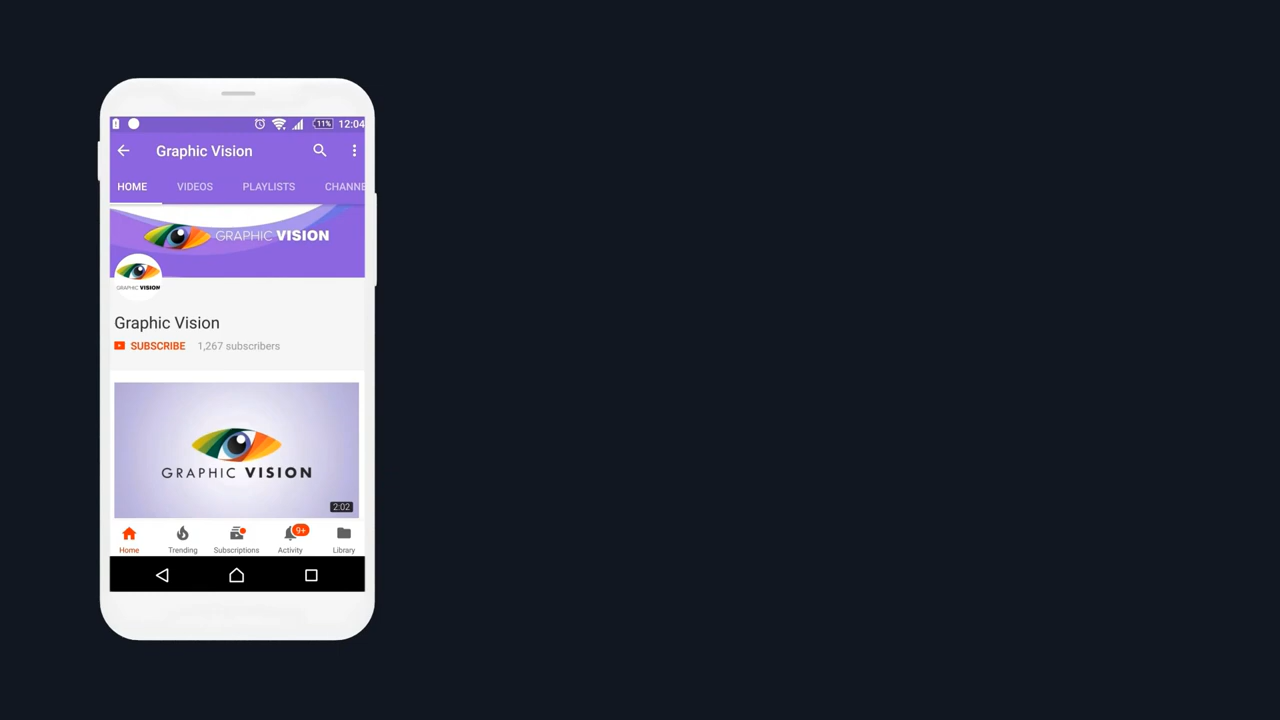 11% 12:04
Graphic Vision
HOME VIDEOS PLAYLISTS CHANNE
GRAPHIC VISION
GRAPHIC VISION
Graphic Vision
SUBSCRIBE 1,267 subscribers
GRAPHIC VISION
2:02
9+
Home Trending Subscriptions Activity Library